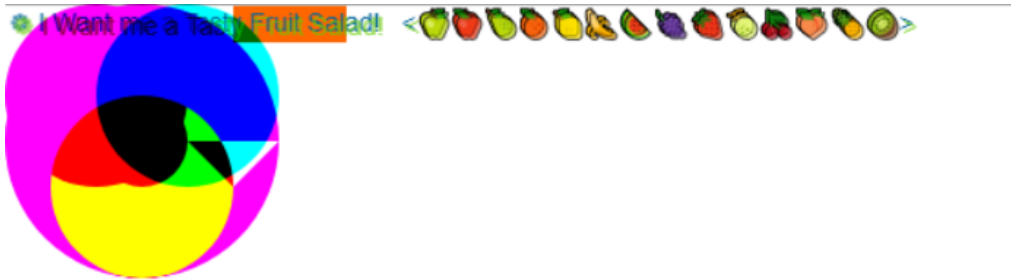 ❁ I Want me a Tasty Fruit Salad! <🍏🍎🍐🍊🍋🍌🍉🍇🍓🍈🍒🍑🍍🥝>